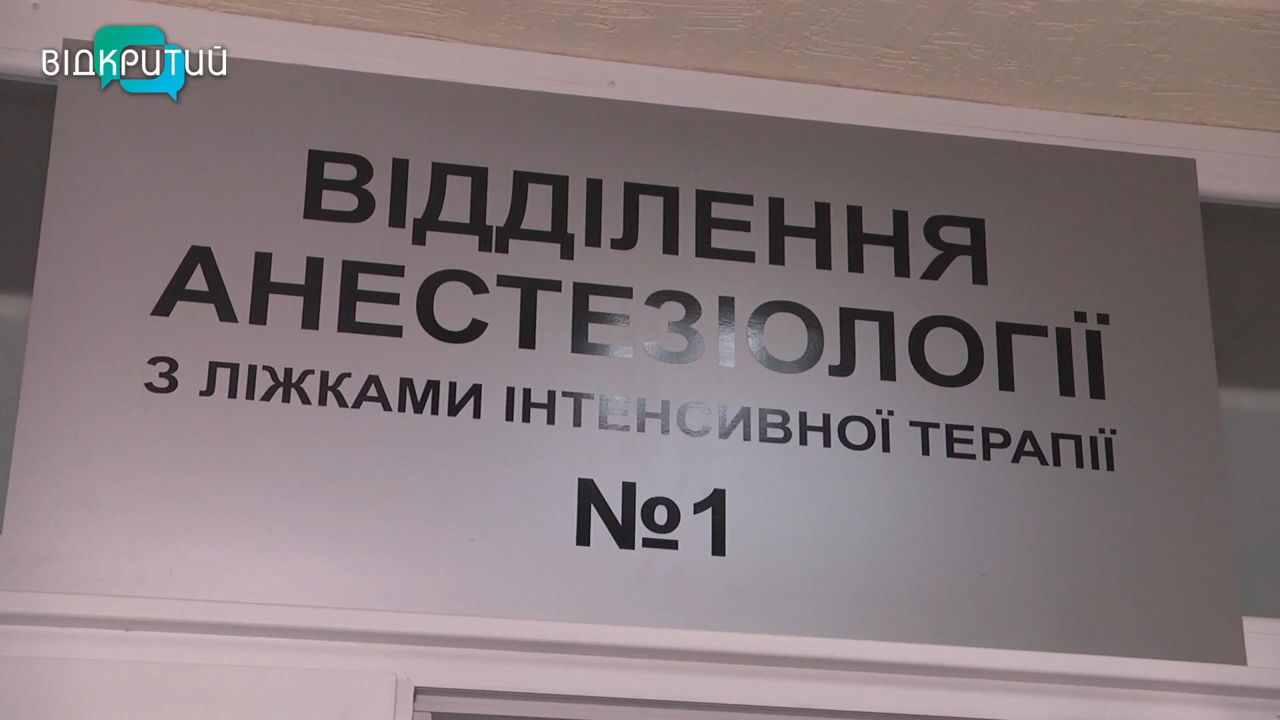 ВІДКРИТИЙ
ВІДДІЛЕННЯ
АНЕСТЕЗІОЛОГІЇ
З ЛІЖКАМИ ІНТЕНСИВНОЇ ТЕРАПІЇ
№1